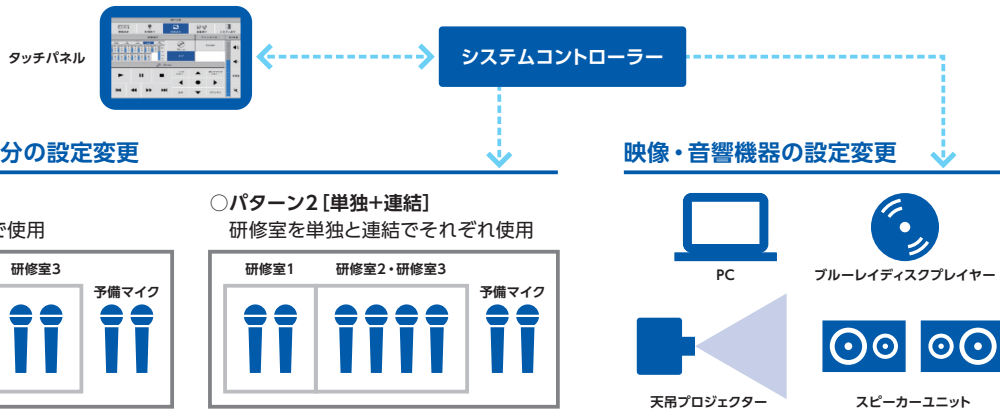 タッチパネル
システムコントローラー
分の設定変更
で使用
研修室3
予備マイク
○パターン2[単独+連結]
研修室を単独と連結でそれぞれ使用
研修室1
研修室2・研修室3
予備マイク
映像・音響機器の設定変更
PC
ブルーレイディスクプレイヤー
天吊プロジェクター
スピーカーユニット